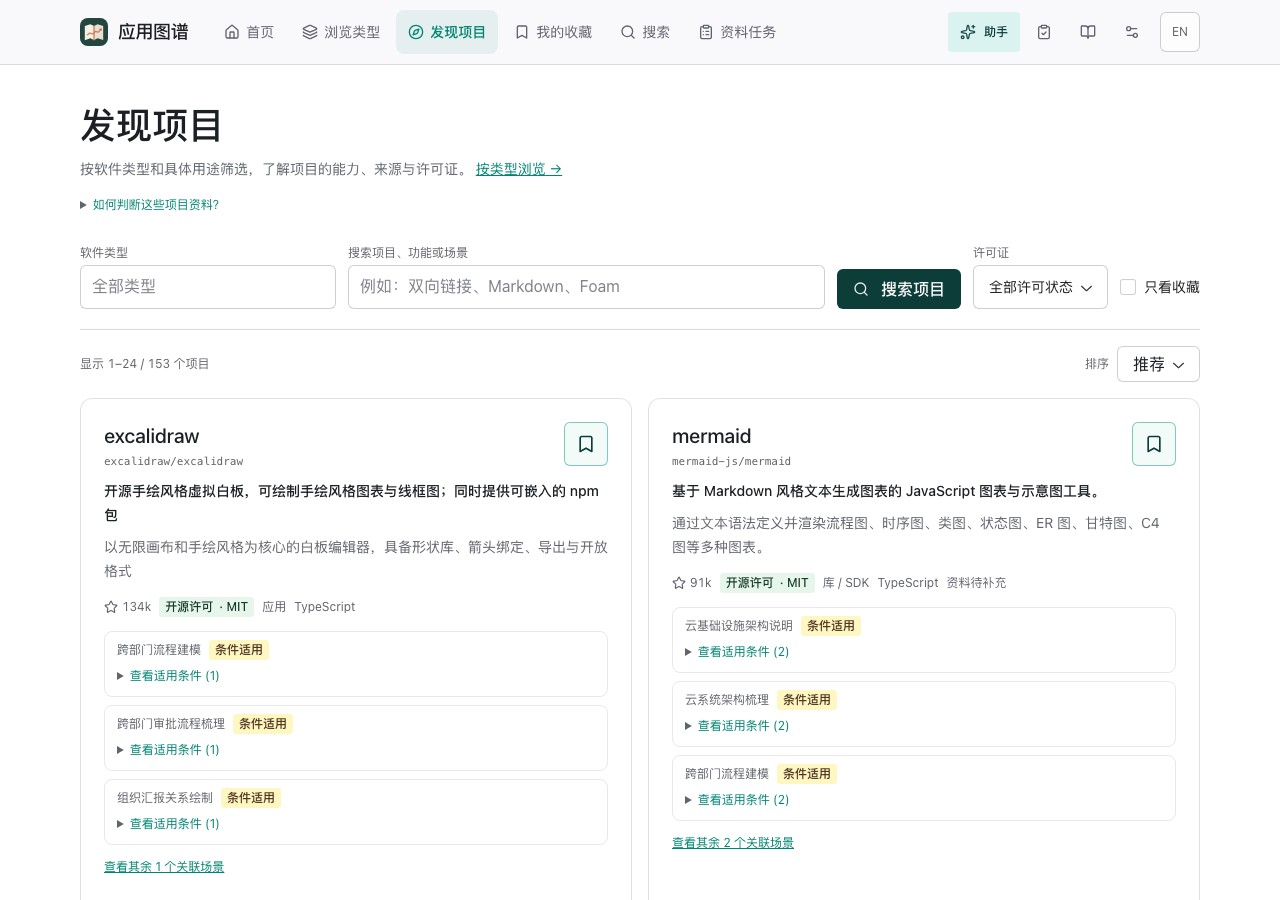 应用图谱
首页
浏览类型
发现项目
我的收藏
搜索
资料任务
助手
EN
发现项目
按软件类型和具体用途筛选，了解项目的能力、来源与许可证。 按类型浏览 →
如何判断这些项目资料?
软件类型
全部类型
搜索项目、功能或场景
例如：双向链接、Markdown、Foam
搜索项目
许可证
全部许可状态
只看收藏
显示 1–24 / 153 个项目
排序
推荐
excalidraw
excalidraw/excalidraw
开源手绘风格虚拟白板，可绘制手绘风格图表与线框图；同时提供可嵌入的 npm
包
以无限画布和手绘风格为核心的白板编辑器，具备形状库、箭头绑定、导出与开放
格式
134k 开源许可 · MIT 应用 TypeScript
跨部门流程建模 条件适用
查看适用条件 (1)
跨部门审批流程梳理 条件适用
查看适用条件 (1)
组织汇报关系绘制 条件适用
查看适用条件 (1)
查看其余 1 个关联场景
mermaid
mermaid-js/mermaid
基于 Markdown 风格文本生成图表的 JavaScript 图表与示意图工具。
通过文本语法定义并渲染流程图、时序图、类图、状态图、ER 图、甘特图、C4
图等多种图表。
91k 开源许可 · MIT 库 / SDK TypeScript 资料待补充
云基础设施架构说明 条件适用
查看适用条件 (2)
云系统架构梳理 条件适用
查看适用条件 (2)
跨部门流程建模 条件适用
查看适用条件 (2)
查看其余 2 个关联场景